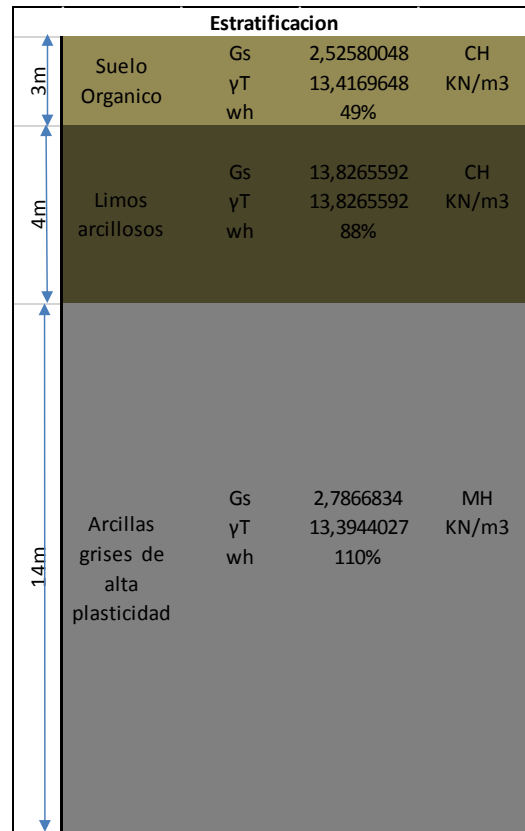 Estratificacion
3m
Suelo Organico
Gs 2,52580048 CH
γT 13,4169648 KN/m3
wh 49%
4m
Limos arcillosos
Gs 13,8265592 CH
γT 13,8265592 KN/m3
wh 88%
14m
Arcillas grises de alta plasticidad
Gs 2,7866834 MH
γT 13,3944027 KN/m3
wh 110%